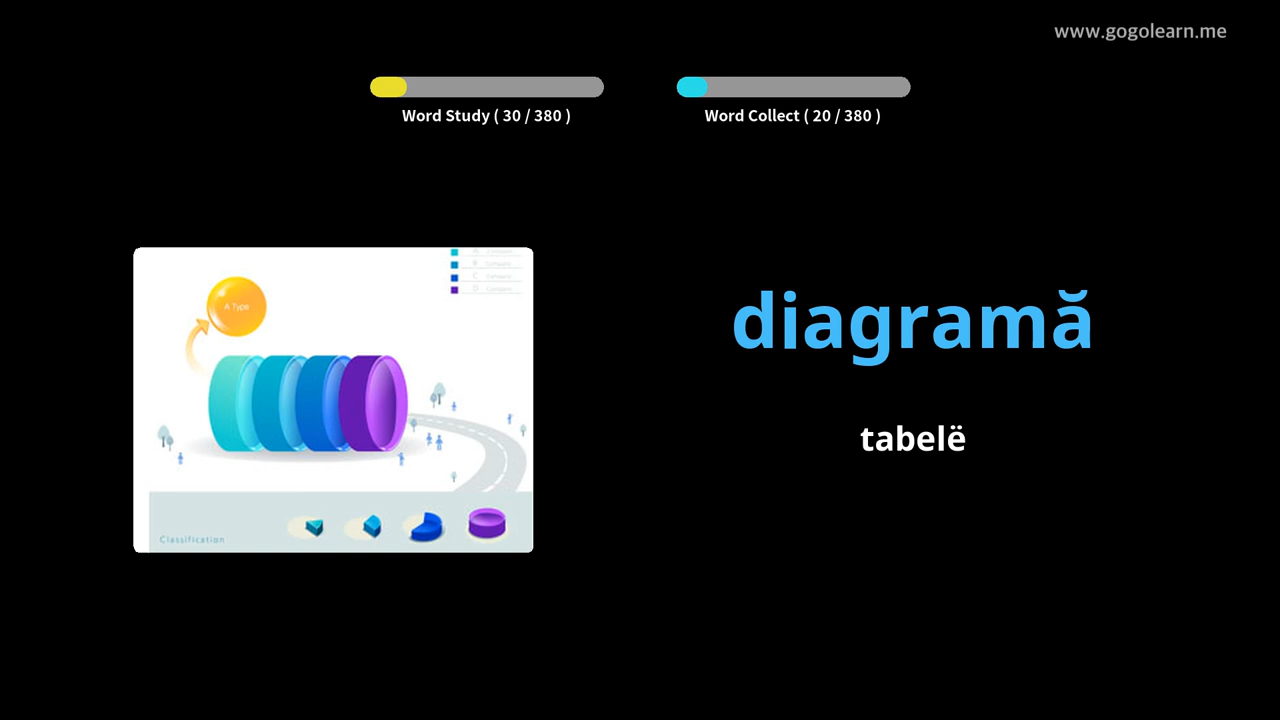 www.gogolearn.me
Word Study ( 30 / 380 )
Word Collect ( 20 / 380 )
diagramă
tabelë
A Type
B
C
D
Classification